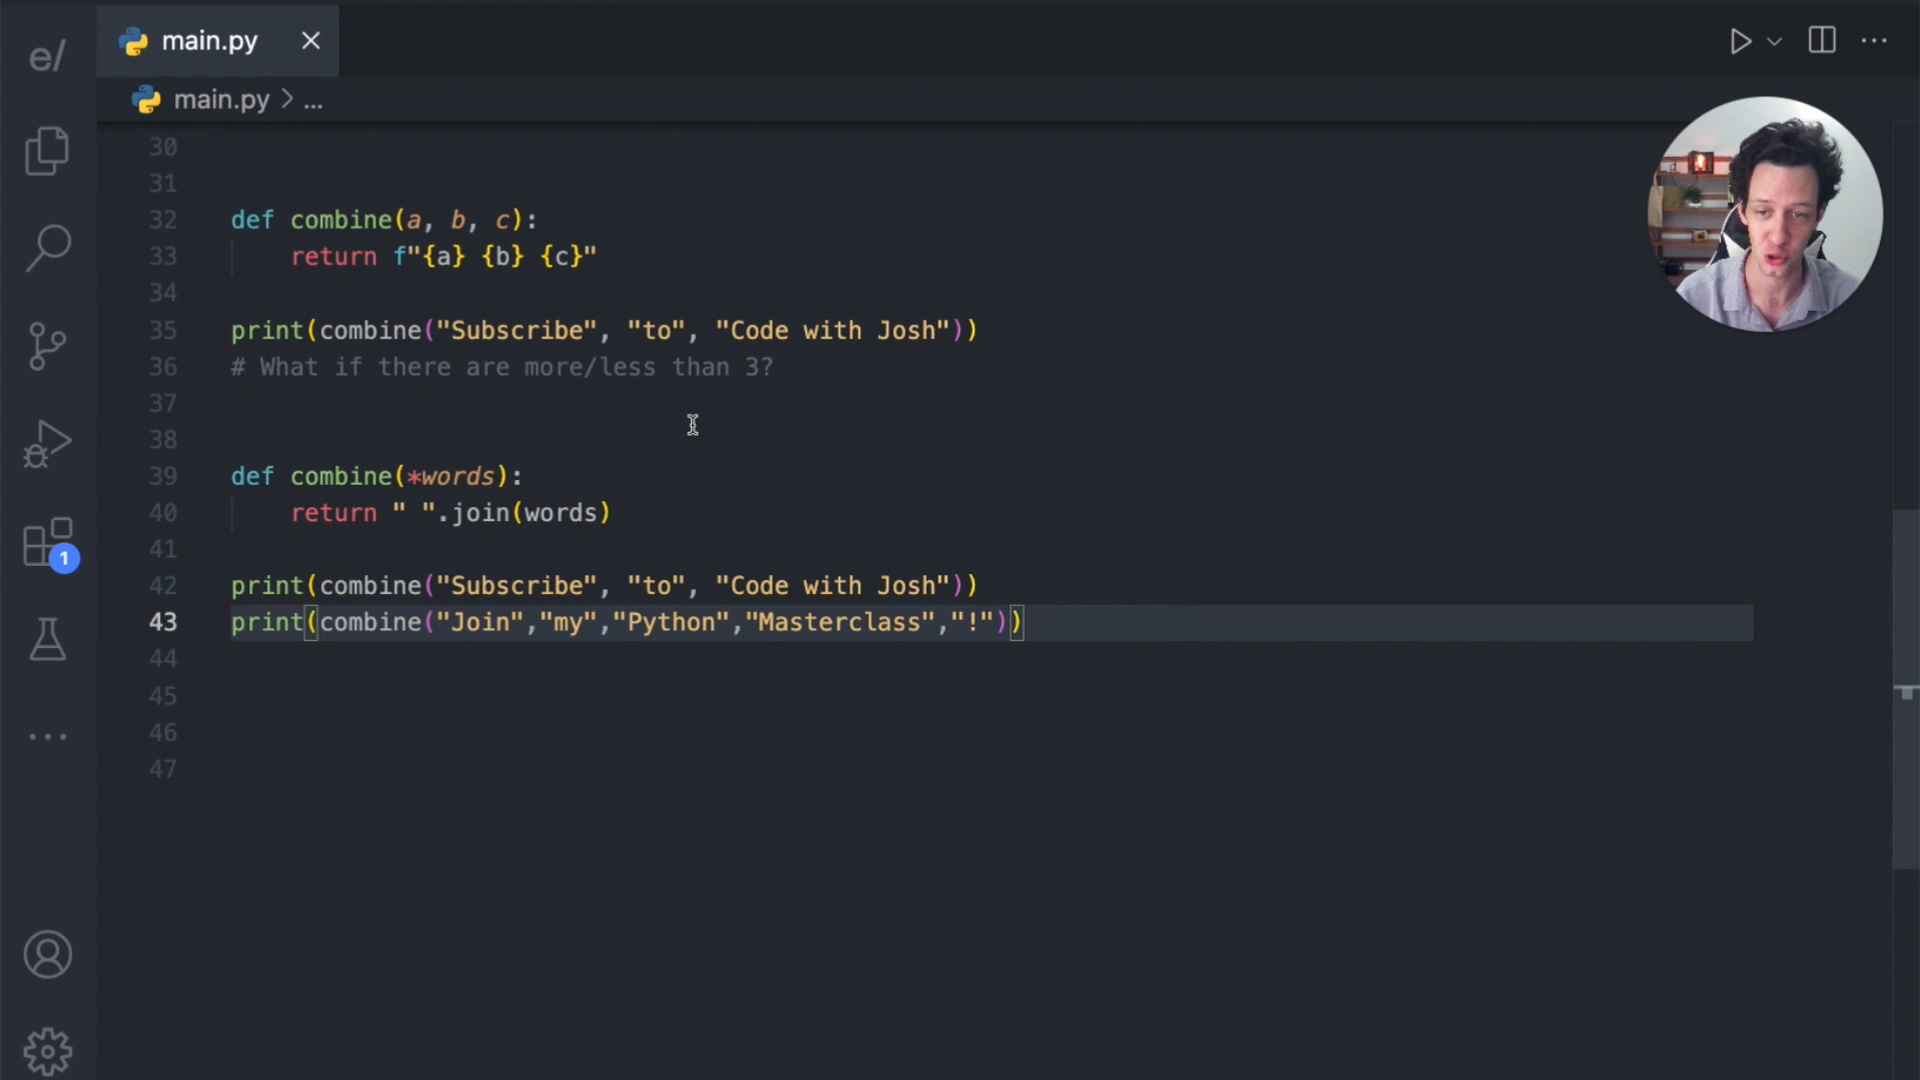 e/
main.py
main.py > ...
30
31
32 def combine(a, b, c):
33 return f"{a} {b} {c}"
34
35 print(combine("Subscribe", "to", "Code with Josh"))
36 # What if there are more/less than 3?
37
38
39 def combine(*words):
40 return " ".join(words)
41
42 print(combine("Subscribe", "to", "Code with Josh"))
43 print(combine("Join","my","Python","Masterclass","!"))
44
45
46
47
1